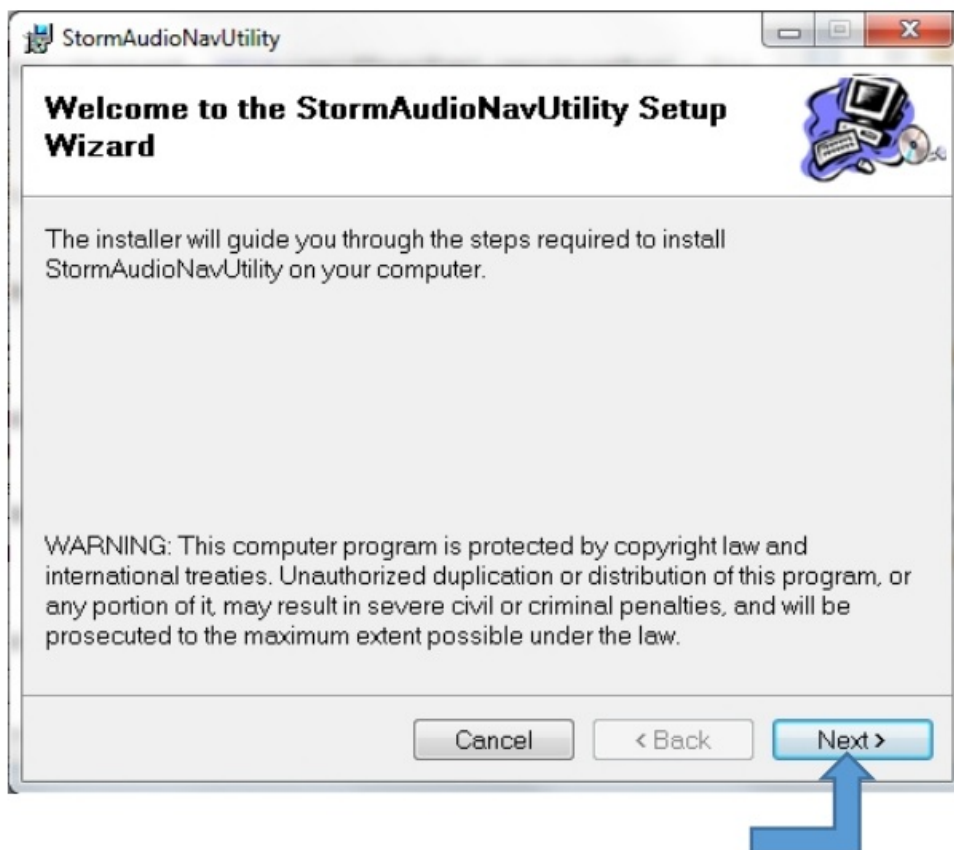 StormAudioNavUtility
Welcome to the StormAudioNavUtility Setup
Wizard
The installer will guide you through the steps required to install
StormAudioNavUtility on your computer.
WARNING: This computer program is protected by copyright law and
international treaties. Unauthorized duplication or distribution of this program, or
any portion of it, may result in severe civil or criminal penalties, and will be
prosecuted to the maximum extent possible under the law.
Cancel
< Back
Next >